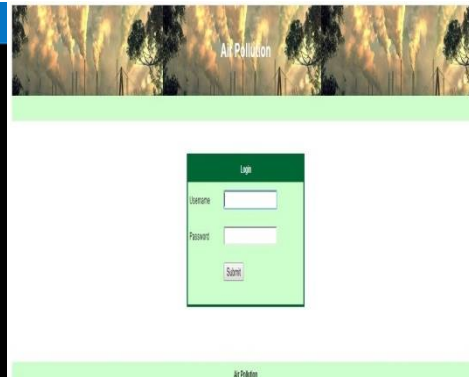 Air Pollution
Login
Username
Password
Submit
Air Pollution